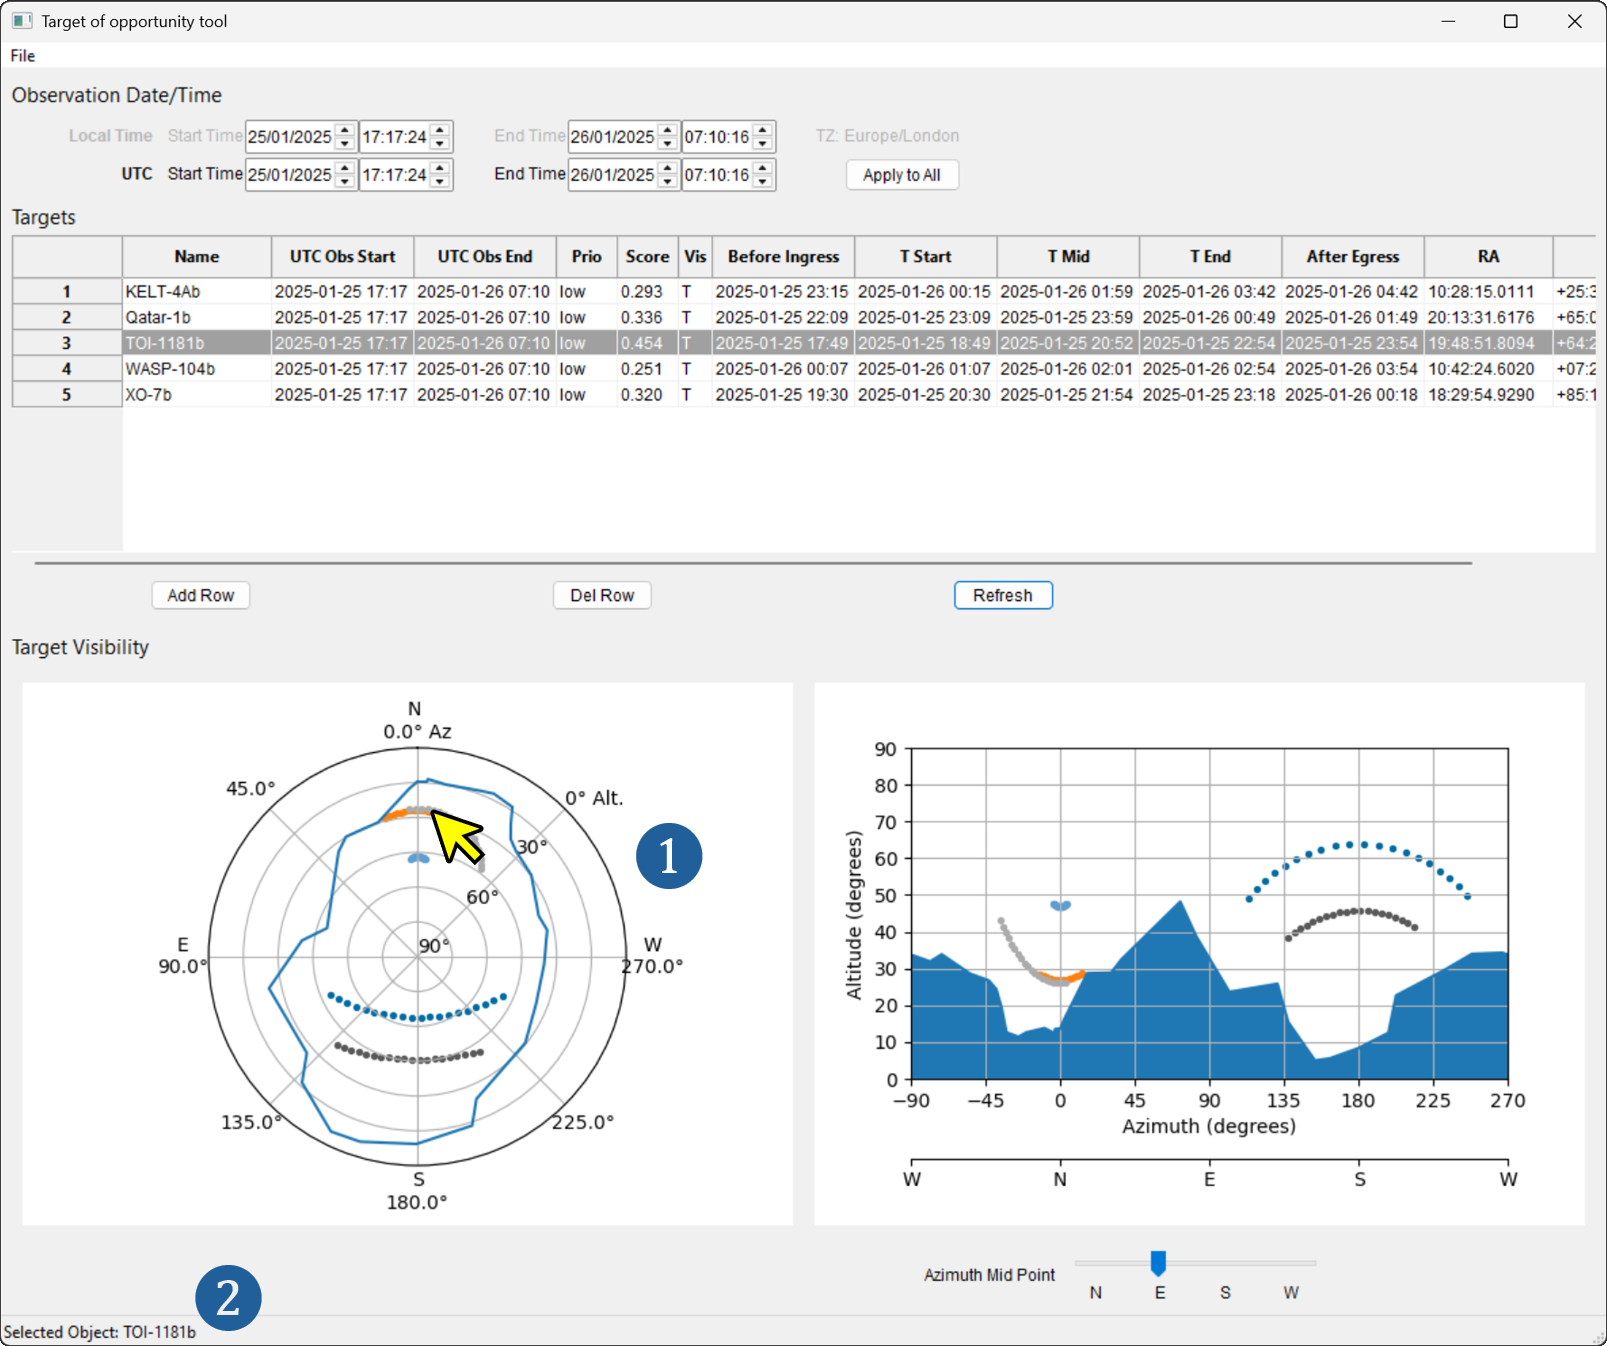 Target of opportunity tool
File
Observation Date/Time
Local Time Start Time 25/01/2025 17:17:24 End Time 26/01/2025 07:10:16 TZ: Europe/London
UTC Start Time 25/01/2025 17:17:24 End Time 26/01/2025 07:10:16 Apply to All
Targets
Name UTC Obs Start UTC Obs End Prio Score Vis Before Ingress T Start T Mid T End After Egress RA
1 KELT-4Ab 2025-01-25 17:17 2025-01-26 07:10 low 0.293 T 2025-01-25 23:15 2025-01-26 00:15 2025-01-26 01:59 2025-01-26 03:42 2025-01-26 04:42 10:28:15.0111 +25:3
2 Qatar-1b 2025-01-25 17:17 2025-01-26 07:10 low 0.336 T 2025-01-25 22:09 2025-01-25 23:09 2025-01-25 23:59 2025-01-26 00:49 2025-01-26 01:49 20:13:31.6176 +65:0
3 TOI-1181b 2025-01-25 17:17 2025-01-26 07:10 low 0.454 T 2025-01-25 17:49 2025-01-25 18:49 2025-01-25 20:52 2025-01-25 22:54 2025-01-25 23:54 19:48:51.8094 +64:2
4 WASP-104b 2025-01-25 17:17 2025-01-26 07:10 low 0.251 T 2025-01-26 00:07 2025-01-26 01:07 2025-01-26 02:01 2025-01-26 02:54 2025-01-26 03:54 10:42:24.6020 +07:2
5 XO-7b 2025-01-25 17:17 2025-01-26 07:10 low 0.320 T 2025-01-25 19:30 2025-01-25 20:30 2025-01-25 21:54 2025-01-25 23:18 2025-01-26 00:18 18:29:54.9290 +85:1
Add Row Del Row Refresh
Target Visibility
N
0.0° Az
45.0°
0° Alt.
30°
60°
90°
E
90.0°
W
270.0°
135.0°
225.0°
S
180.0°
1
90
80
70
60
50
40
30
20
10
0
Altitude (degrees)
−90 −45 0 45 90 135 180 225 270
Azimuth (degrees)
W N E S W
Azimuth Mid Point
N E S W
2
Selected Object: TOI-1181b